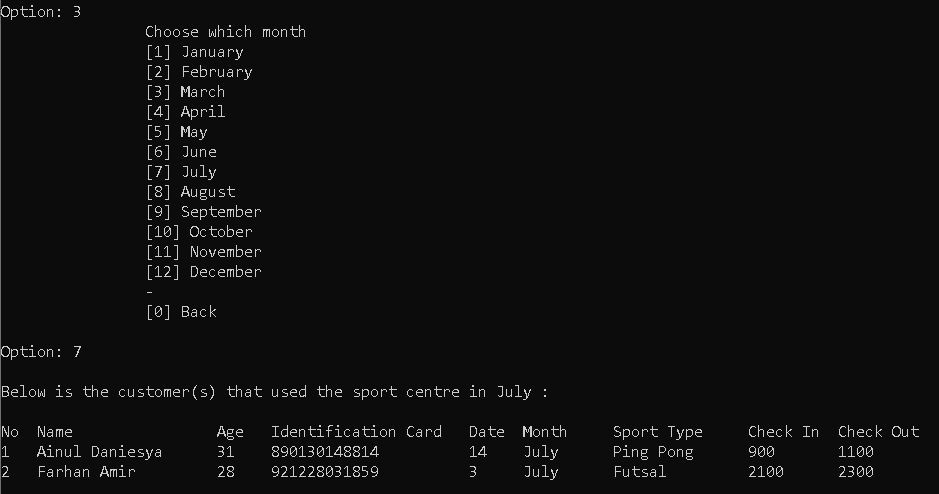 Option: 3
Choose which month
[1] January
[2] February
[3] March
[4] April
[5] May
[6] June
[7] July
[8] August
[9] September
[10] October
[11] November
[12] December
-
[0] Back
Option: 7
Below is the customer(s) that used the sport centre in July :
No Name Age Identification Card Date Month Sport Type Check In Check Out
1 Ainul Daniesya 31 890130148814 14 July Ping Pong 900 1100
2 Farhan Amir 28 921228031859 3 July Futsal 2100 2300